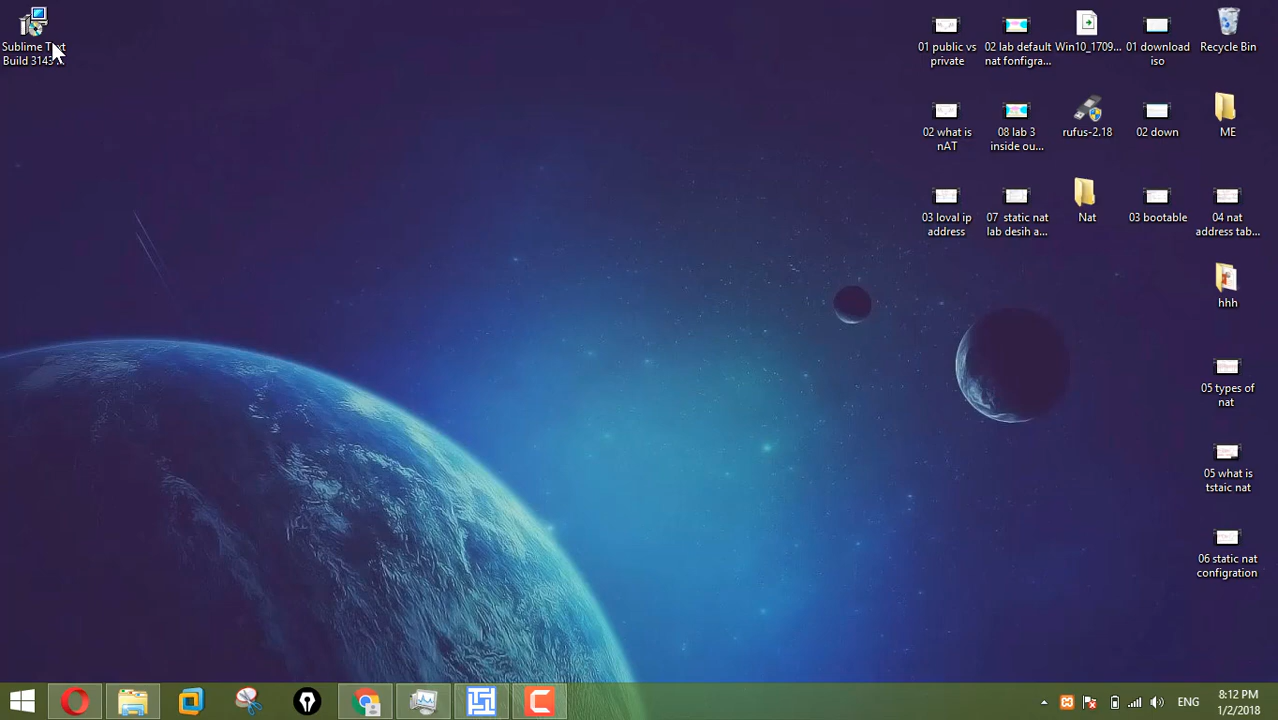 Sublime
Build 3143
01 public vs
private
02 lab default
nat fonfigra...
Win10_1709...
01 download
iso
Recycle Bin
02 what is
nAT
08 lab 3
inside ou...
rufus-2.18
02 down
ME
03 loval ip
address
07 static nat
lab desih a...
Nat
03 bootable
04 nat
address tab...
hhh
05 types of
nat
05 what is
tstaic nat
06 static nat
configration
ENG
8:12 PM
1/2/2018